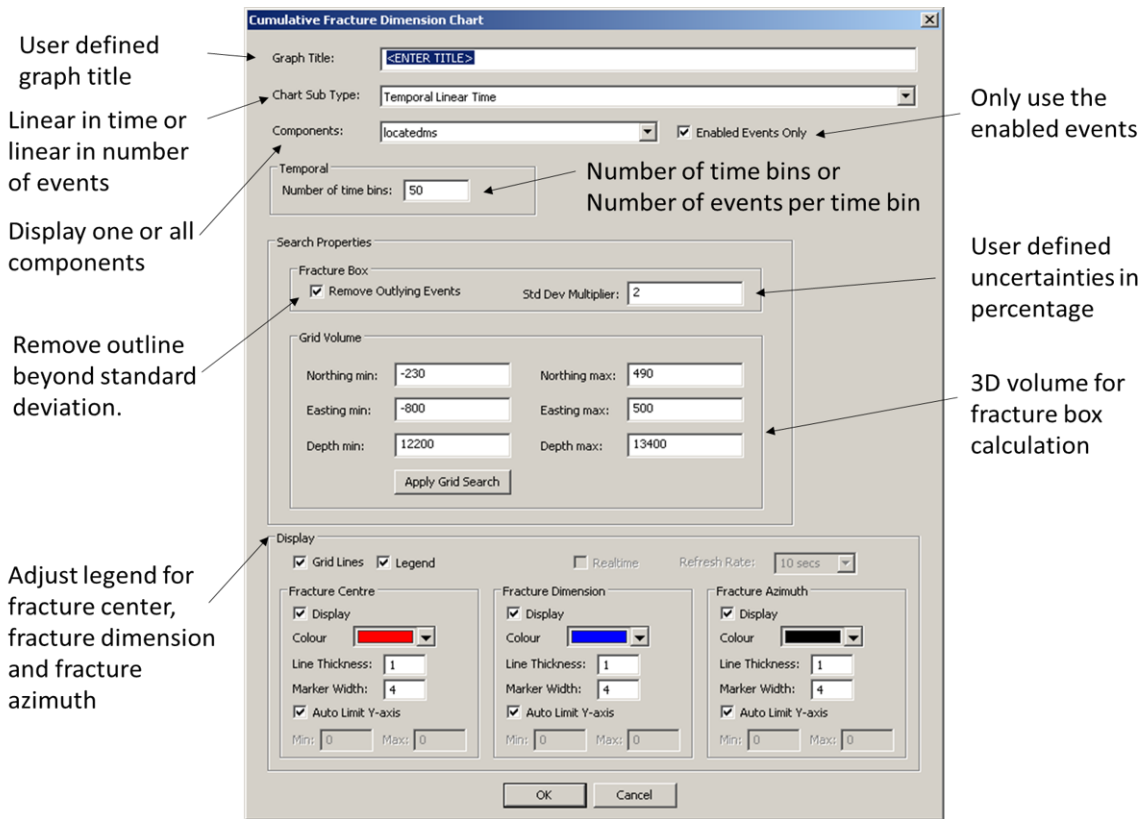 Cumulative Fracture Dimension Chart
User defined
graph title
Graph Title: <ENTER TITLE>
Chart Sub Type: Temporal Linear Time
Linear in time or
linear in number
of events
Components: locatedms Enabled Events Only
Only use the
enabled events
Temporal
Number of time bins: 50
Number of time bins or
Number of events per time bin
Display one or all
components
Search Properties
Fracture Box
Remove Outlying Events Std Dev Multiplier: 2
User defined
uncertainties in
percentage
Remove outline
beyond standard
deviation.
Grid Volume
Northing min: -230 Northing max: 490
Easting min: -800 Easting max: 500
Depth min: 12200 Depth max: 13400
Apply Grid Search
3D volume for
fracture box
calculation
Display
Grid Lines Legend Realtime Refresh Rate: 10 secs
Adjust legend for
fracture center,
fracture dimension
and fracture
azimuth
Fracture Centre
Display
Colour
Line Thickness: 1
Marker Width: 4
Auto Limit Y-axis
Min: 0 Max: 0
Fracture Dimension
Display
Colour
Line Thickness: 1
Marker Width: 4
Auto Limit Y-axis
Min: 0 Max: 0
Fracture Azimuth
Display
Colour
Line Thickness: 1
Marker Width: 4
Auto Limit Y-axis
Min: 0 Max: 0
OK Cancel